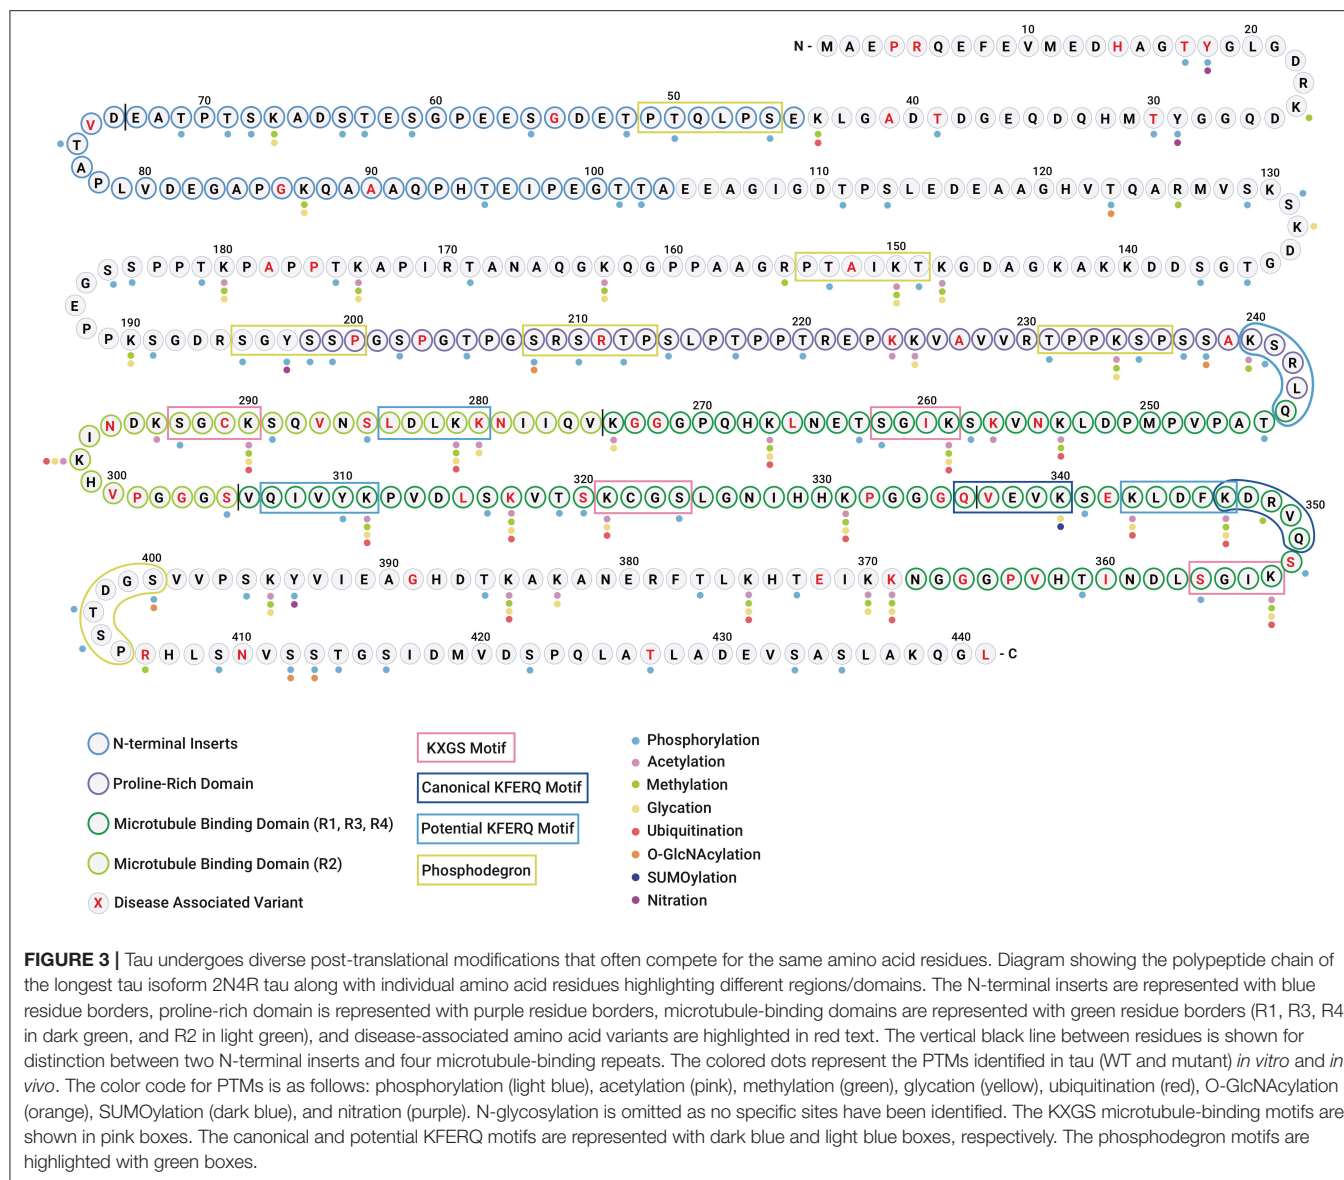 10 20
N - M A E P R Q E F E V M E D H A G T Y G L G
D
R
K
70 60 50 40 30
V D E A T P T S K A D S T E S G P E E S G D E T P T Q L P S E K L G A D T D G E Q D Q H M T Y G G Q D
T
A
80 90 100 110 120 130
P L V D E G A P G K Q A A A Q P H T E I P E G T T A E E A G I G D T P S L E D E A A G H V T Q A R M V S K
S
K
D
180 170 160 150 140
G S S P P T K P A P P T K A P I R T A N A Q G K Q G P P A A G R P T A I K T K G D A G K A K K D D S G T G
E
P
190 200 210 220 230 240
P K S G D R S G Y S S P G S P G T P G S R S R T P S L P T P P T R E P K K V A V V R T P P K S P S S A K S
R
L
Q
290 280 270 260 250
I N D K S G C K S Q V N S L D L K K N I I Q V K G G G P Q H K L N E T S G I K S K V N K L D P M P V P A T
K
H
300 310 320 330 340 350
V P G G G S V Q I V Y K P V D L S K V T S K C G S L G N I H H K P G G G Q V E V K S E K L D F K D R V
Q
S
400 390 380 370 360
D G S V V P S K Y V I E A G H D T K A K A N E R F T L K H T E I K K N G G G P V H T I N D L S G I K
T
S
410 420 430 440
P R H L S N V S S T G S I D M V D S P Q L A T L A D E V S A S L A K Q G L - C
N-terminal Inserts
Proline-Rich Domain
Microtubule Binding Domain (R1, R3, R4)
Microtubule Binding Domain (R2)
X Disease Associated Variant
KXGS Motif
Canonical KFERQ Motif
Potential KFERQ Motif
Phosphodegron
Phosphorylation
Acetylation
Methylation
Glycation
Ubiquitination
O-GlcNAcylation
SUMOylation
Nitration
FIGURE 3 | Tau undergoes diverse post-translational modifications that often compete for the same amino acid residues. Diagram showing the polypeptide chain of
the longest tau isoform 2N4R tau along with individual amino acid residues highlighting different regions/domains. The N-terminal inserts are represented with blue
residue borders, proline-rich domain is represented with purple residue borders, microtubule-binding domains are represented with green residue borders (R1, R3, R4
in dark green, and R2 in light green), and disease-associated amino acid variants are highlighted in red text. The vertical black line between residues is shown for
distinction between two N-terminal inserts and four microtubule-binding repeats. The colored dots represent the PTMs identified in tau (WT and mutant) in vitro and in
vivo. The color code for PTMs is as follows: phosphorylation (light blue), acetylation (pink), methylation (green), glycation (yellow), ubiquitination (red), O-GlcNAcylation
(orange), SUMOylation (dark blue), and nitration (purple). N-glycosylation is omitted as no specific sites have been identified. The KXGS microtubule-binding motifs are
shown in pink boxes. The canonical and potential KFERQ motifs are represented with dark blue and light blue boxes, respectively. The phosphodegron motifs are
highlighted with green boxes.